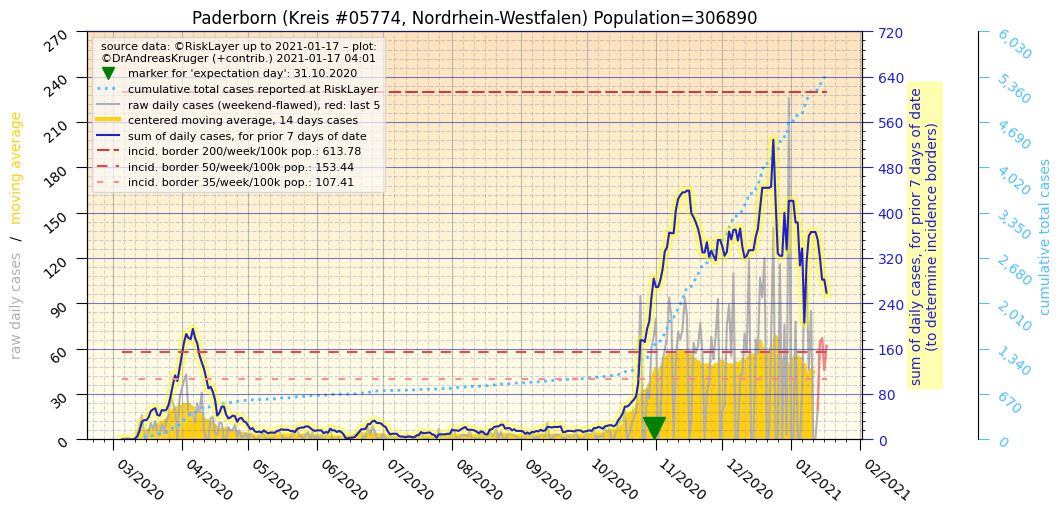 Paderborn (Kreis #05774, Nordrhein-Westfalen) Population=306890
source data: ©RiskLayer up to 2021-01-17 – plot:
©DrAndreasKruger (+contrib.) 2021-01-17 04:01
marker for 'expectation day': 31.10.2020
cumulative total cases reported at RiskLayer
raw daily cases (weekend-flawed), red: last 5
centered moving average, 14 days cases
sum of daily cases, for prior 7 days of date
incid. border 200/week/100k pop.: 613.78
incid. border 50/week/100k pop.: 153.44
incid. border 35/week/100k pop.: 107.41
raw daily cases / moving average
270
240
210
180
150
120
90
60
30
0
03/2020
04/2020
05/2020
06/2020
07/2020
08/2020
09/2020
10/2020
11/2020
12/2020
01/2021
02/2021
720
640
560
480
400
320
240
160
80
0
sum of daily cases, for prior 7 days of date
(to determine incidence borders)
6,030
5,360
4,690
4,020
3,350
2,680
2,010
1,340
670
0
cumulative total cases